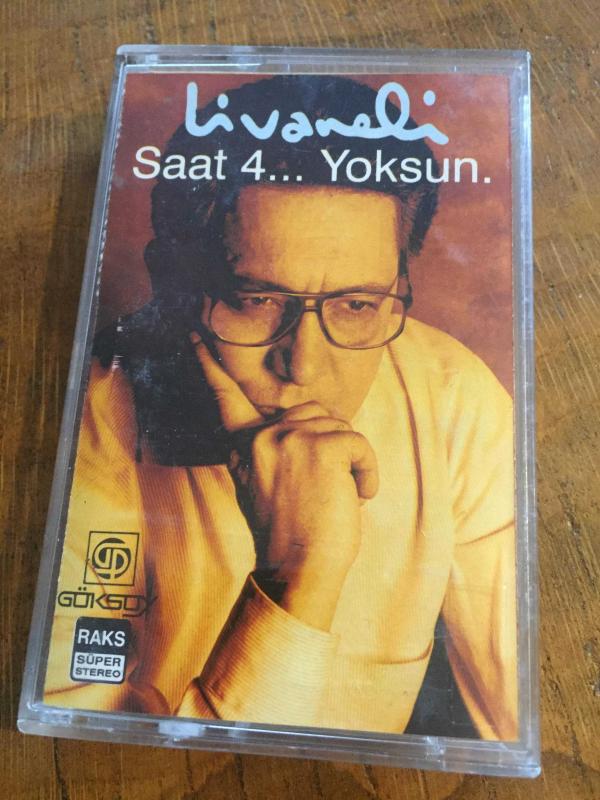 Livaneli
Saat 4... Yoksun.
GÖKSOY
RAKS
SÜPER
STEREO